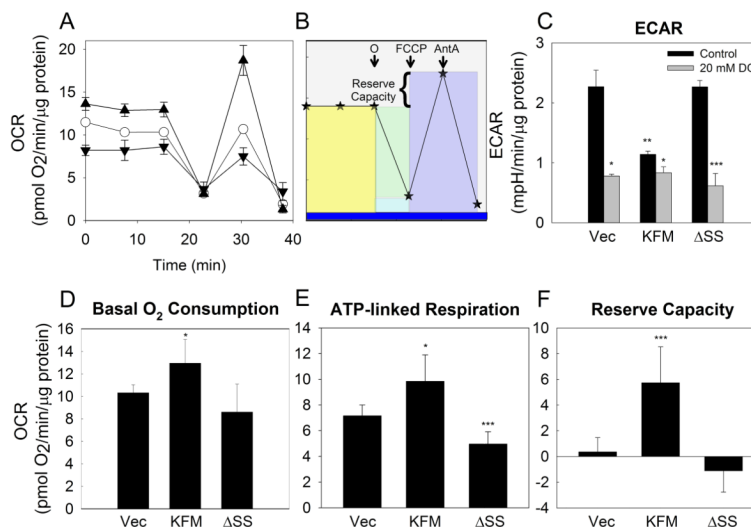 A
OCR
(pmol O2/min/µg protein)
20
15
10
5
0
0 10 20 30 40
Time (min)
B
O FCCP AntA
Reserve
Capacity
C
ECAR
ECAR
(mpH/min/µg protein)
3
2
1
0
Control
20 mM DC
* ** * ***
Vec KFM ΔSS
D
Basal O2 Consumption
OCR
(pmol O2/min/µg protein)
16
14
12
10
8
6
4
2
0
*
Vec KFM ΔSS
E
ATP-linked Respiration
14
12
10
8
6
4
2
0
*
***
Vec KFM ΔSS
F
Reserve Capacity
10
8
6
4
2
0
-2
-4
***
Vec KFM ΔSS